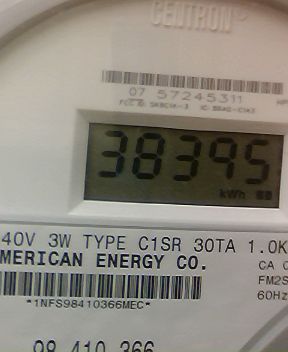 CENTRON
07 57245311
38395
kWh
40V 3W TYPE C1SR 30TA 1.0K
MERICAN ENERGY CO.
CA
FM2S
60Hz
*1NFS98410366MEC*
98 410 366